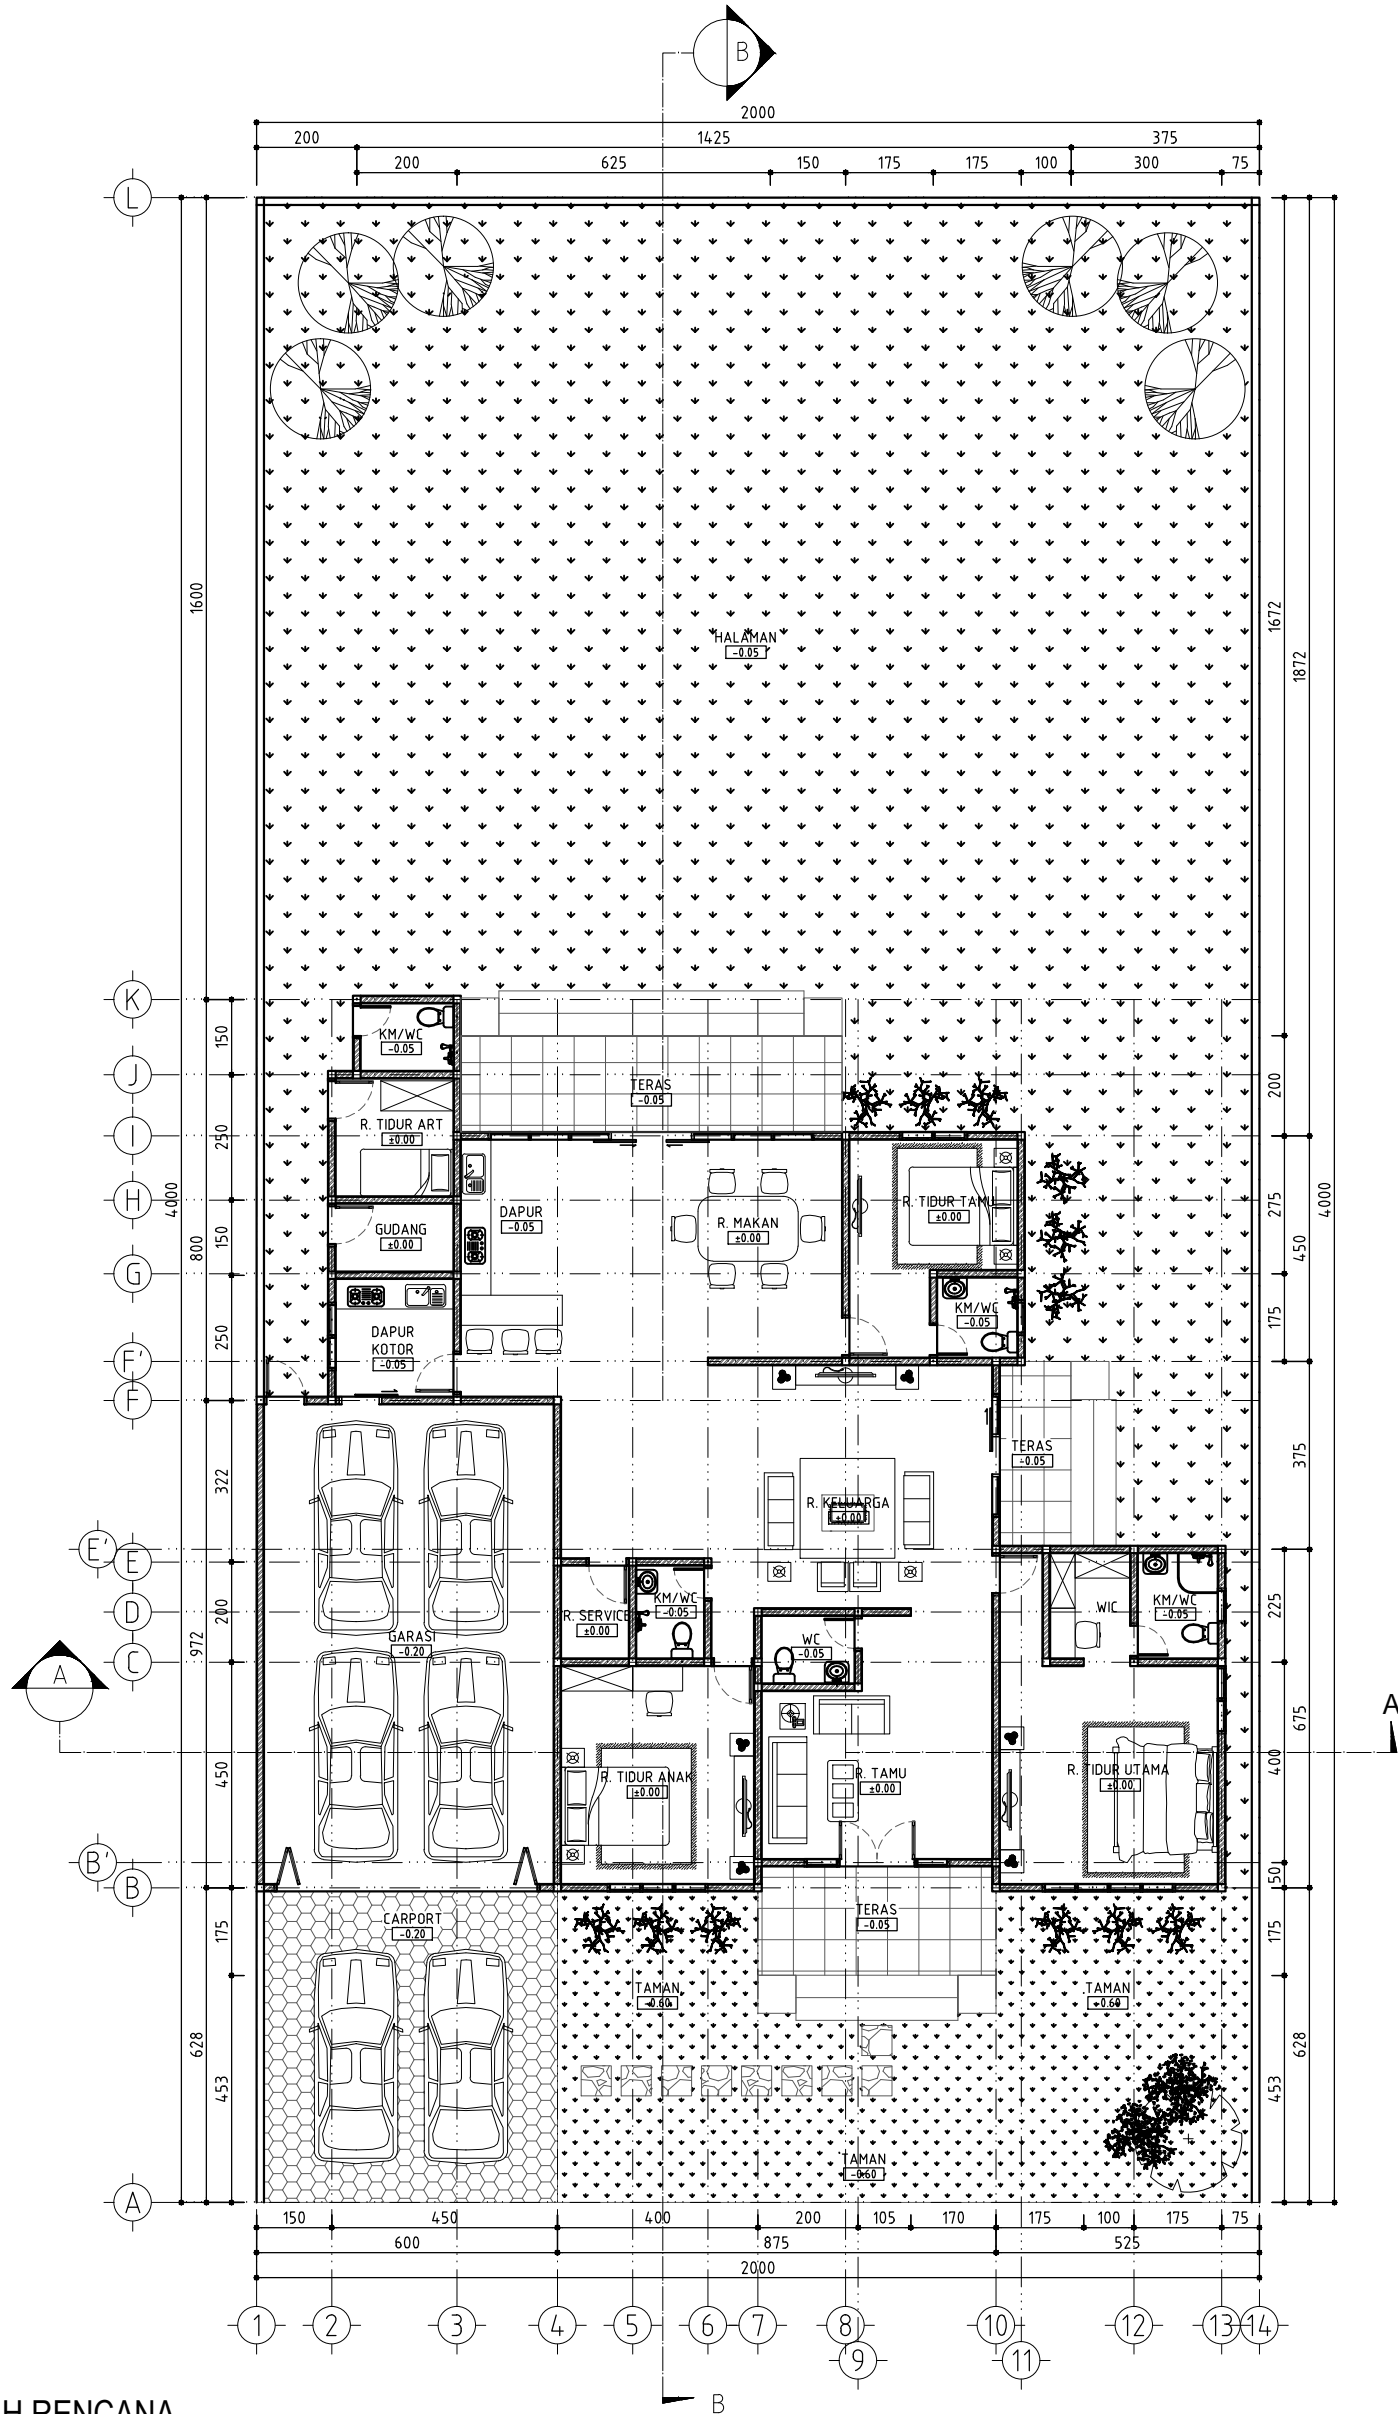 B
2000
200 1425 375
200 625 150 175 175 100 300 75
L
1600
4000
HALAMAN
-0.05
1672
1872
4000
K
150
KM/WC
-0.05
J
TERAS
-0.05
200
R. TIDUR ART
±0.00
I
250
H
800
DAPUR
-0.05
R. MAKAN
±0.00
R. TIDUR TAMU
±0.00
275
450
GUDANG
±0.00
150
G
KM/WC
-0.05
175
DAPUR
KOTOR
-0.05
250
F'
F
322
TERAS
-0.05
375
R. KELUARGA
±0.00
E'
E
D
200
972
R. SERVICE
±0.00
KM/WC
-0.05
WIC
KM/WC
-0.05
225
GARASI
-0.20
WC
-0.05
C
A
A
675
450
R. TIDUR ANAK
±0.00
R. TAMU
±0.00
R. TIDUR UTAMA
±0.00
400
B'
B
50
CARPORT
-0.20
TERAS
-0.05
175
175
TAMAN
-0.60
TAMAN
-0.60
628
628
453
453
TAMAN
-0.60
A
150 450 400 200 105 170 175 100 175 75
600 875 525
2000
1 2 3 4 5 6 7 8 10 12 13 14
9 11
B
H RENCANA